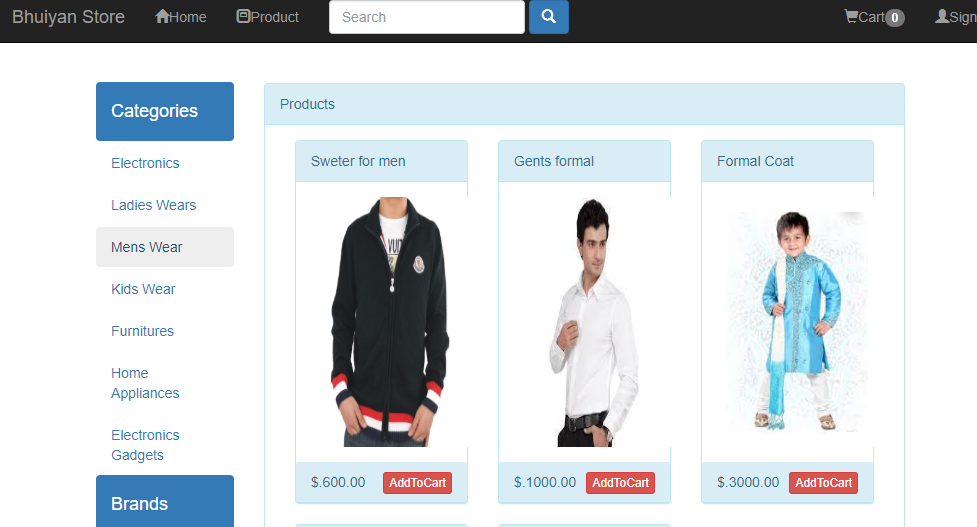 Bhuiyan Store Home Product Search Cart 0 Sign
Categories
Electronics
Ladies Wears
Mens Wear
Kids Wear
Furnitures
Home
Appliances
Electronics
Gadgets
Brands
Products
Sweter for men
$.600.00 AddToCart
Gents formal
$.1000.00 AddToCart
Formal Coat
$.3000.00 AddToCart